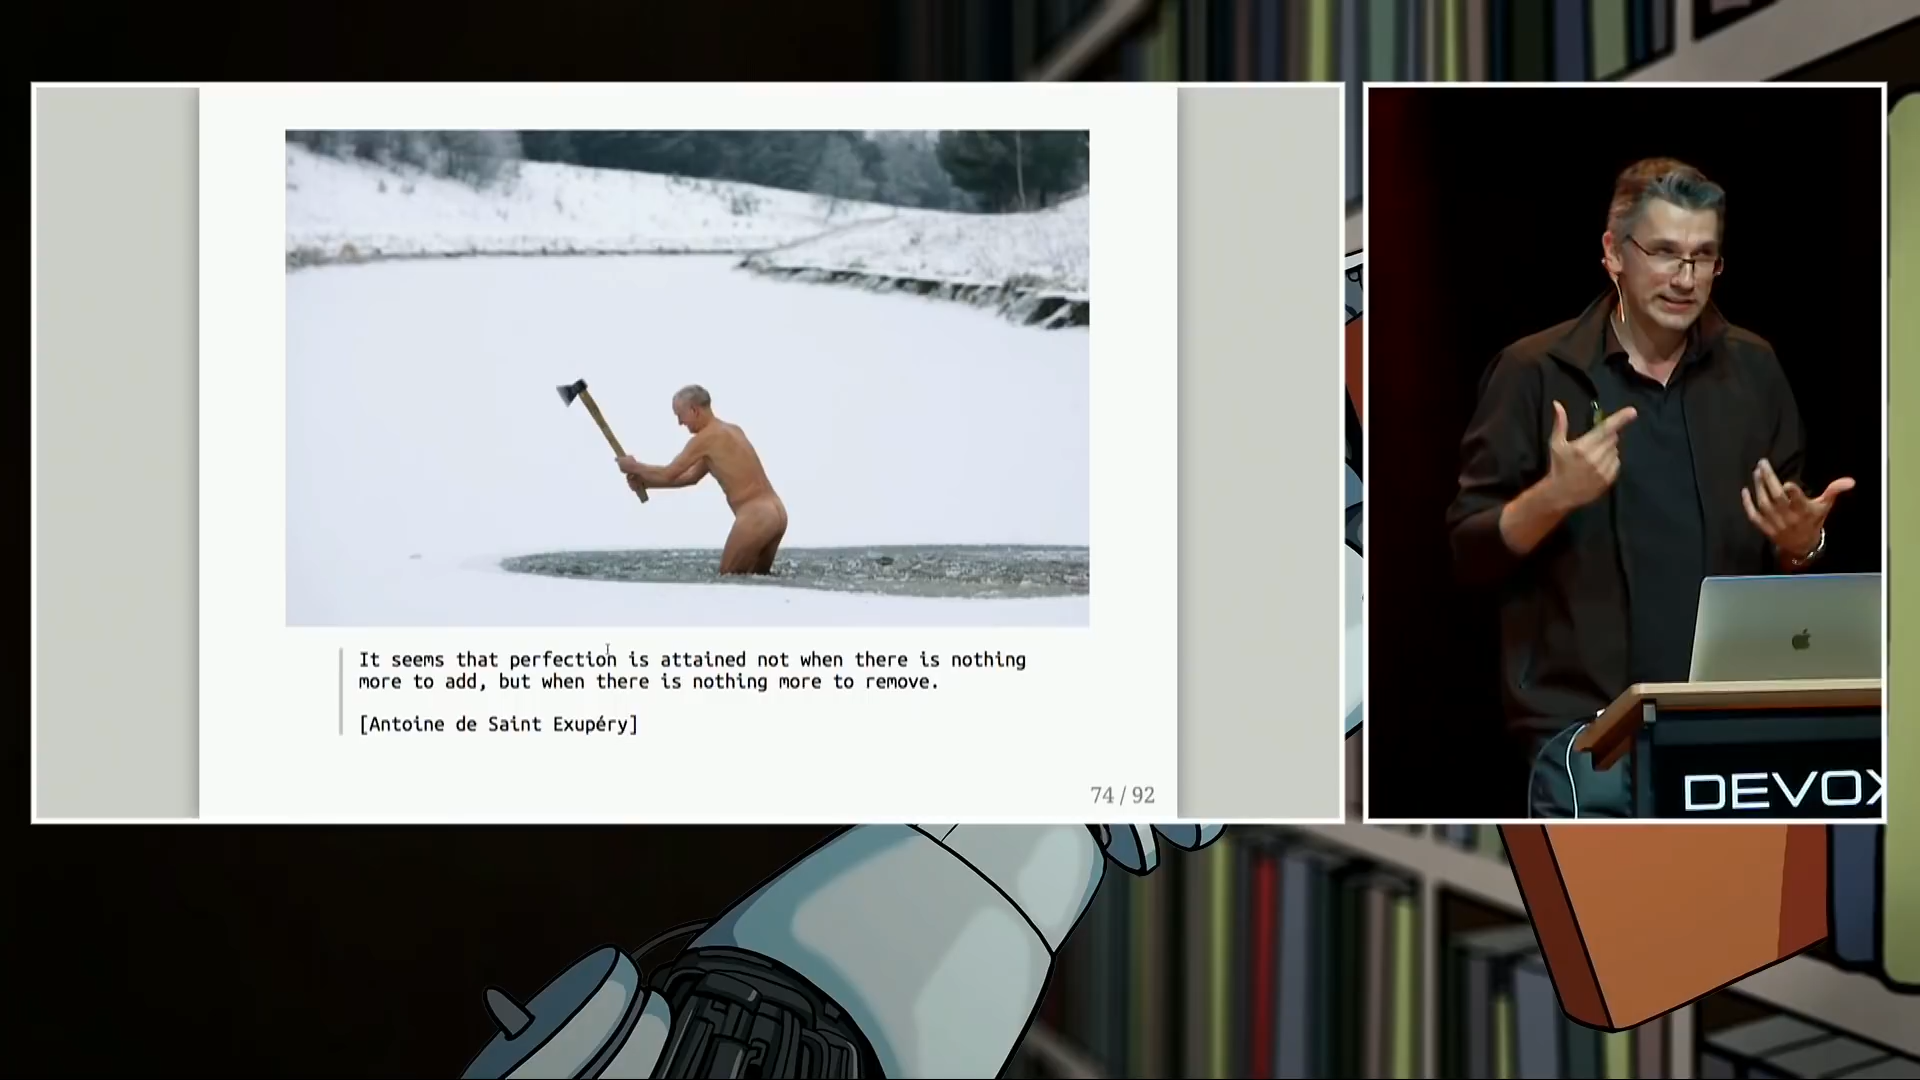 It seems that perfection is attained not when there is nothing
more to add, but when there is nothing more to remove.
[Antoine de Saint Exupéry]
74 / 92
DEVOX